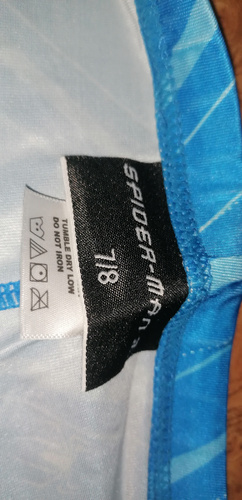 SPIDER-MAN
7/8
TUMBLE DRY LOW
DO NOT IRON